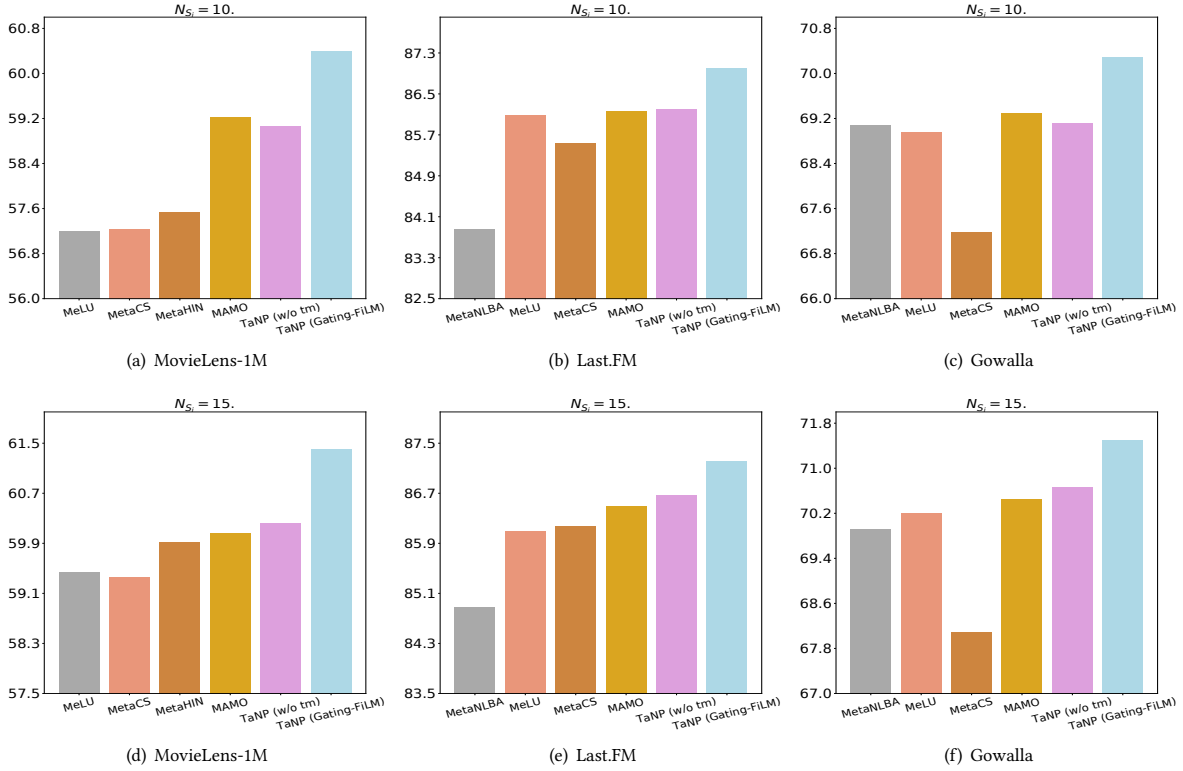 N_{S_i} = 10.
60.8
60.0
59.2
58.4
57.6
56.8
56.0
MeLU MetaCS MetaHIN MAMO TaNP (w/o tm) TaNP (Gating-FiLM)
(a) MovieLens-1M
N_{S_i} = 10.
87.3
86.5
85.7
84.9
84.1
83.3
82.5
MetaNLBA MeLU MetaCS MAMO TaNP (w/o tm) TaNP (Gating-FiLM)
(b) Last.FM
N_{S_i} = 10.
70.8
70.0
69.2
68.4
67.6
66.8
66.0
MetaNLBA MeLU MetaCS MAMO TaNP (w/o tm) TaNP (Gating-FiLM)
(c) Gowalla
N_{S_i} = 15.
61.5
60.7
59.9
59.1
58.3
57.5
MeLU MetaCS MetaHIN MAMO TaNP (w/o tm) TaNP (Gating-FiLM)
(d) MovieLens-1M
N_{S_i} = 15.
87.5
86.7
85.9
85.1
84.3
83.5
MetaNLBA MeLU MetaCS MAMO TaNP (w/o tm) TaNP (Gating-FiLM)
(e) Last.FM
N_{S_i} = 15.
71.8
71.0
70.2
69.4
68.6
67.8
67.0
MetaNLBA MeLU MetaCS MAMO TaNP (w/o tm) TaNP (Gating-FiLM)
(f) Gowalla